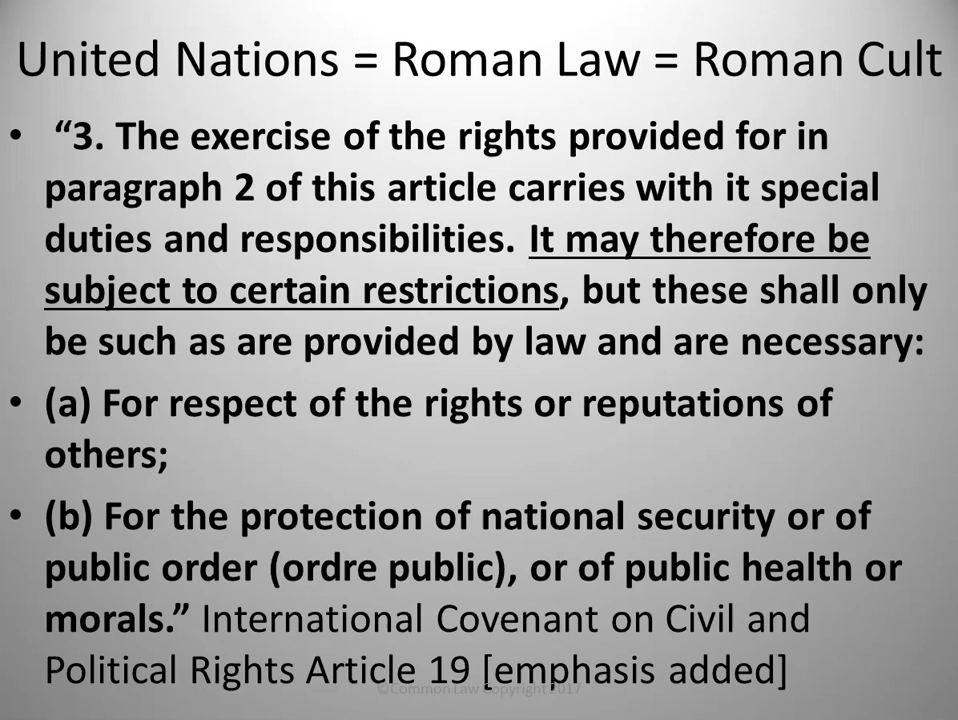 United Nations = Roman Law = Roman Cult
• “3. The exercise of the rights provided for in
paragraph 2 of this article carries with it special
duties and responsibilities. It may therefore be
subject to certain restrictions, but these shall only
be such as are provided by law and are necessary:
• (a) For respect of the rights or reputations of
others;
• (b) For the protection of national security or of
public order (ordre public), or of public health or
morals.” International Covenant on Civil and
Political Rights Article 19 [emphasis added]
©Common Law Copyright 2017